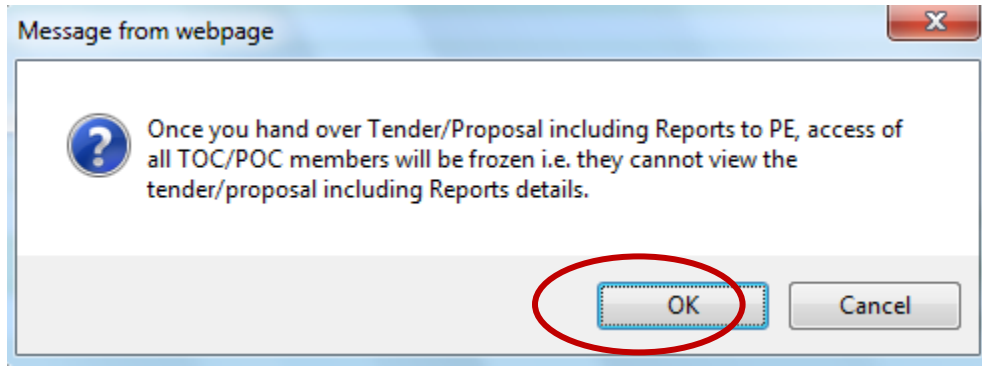 Message from webpage
Once you hand over Tender/Proposal including Reports to PE, access of
all TOC/POC members will be frozen i.e. they cannot view the
tender/proposal including Reports details.
OK
Cancel